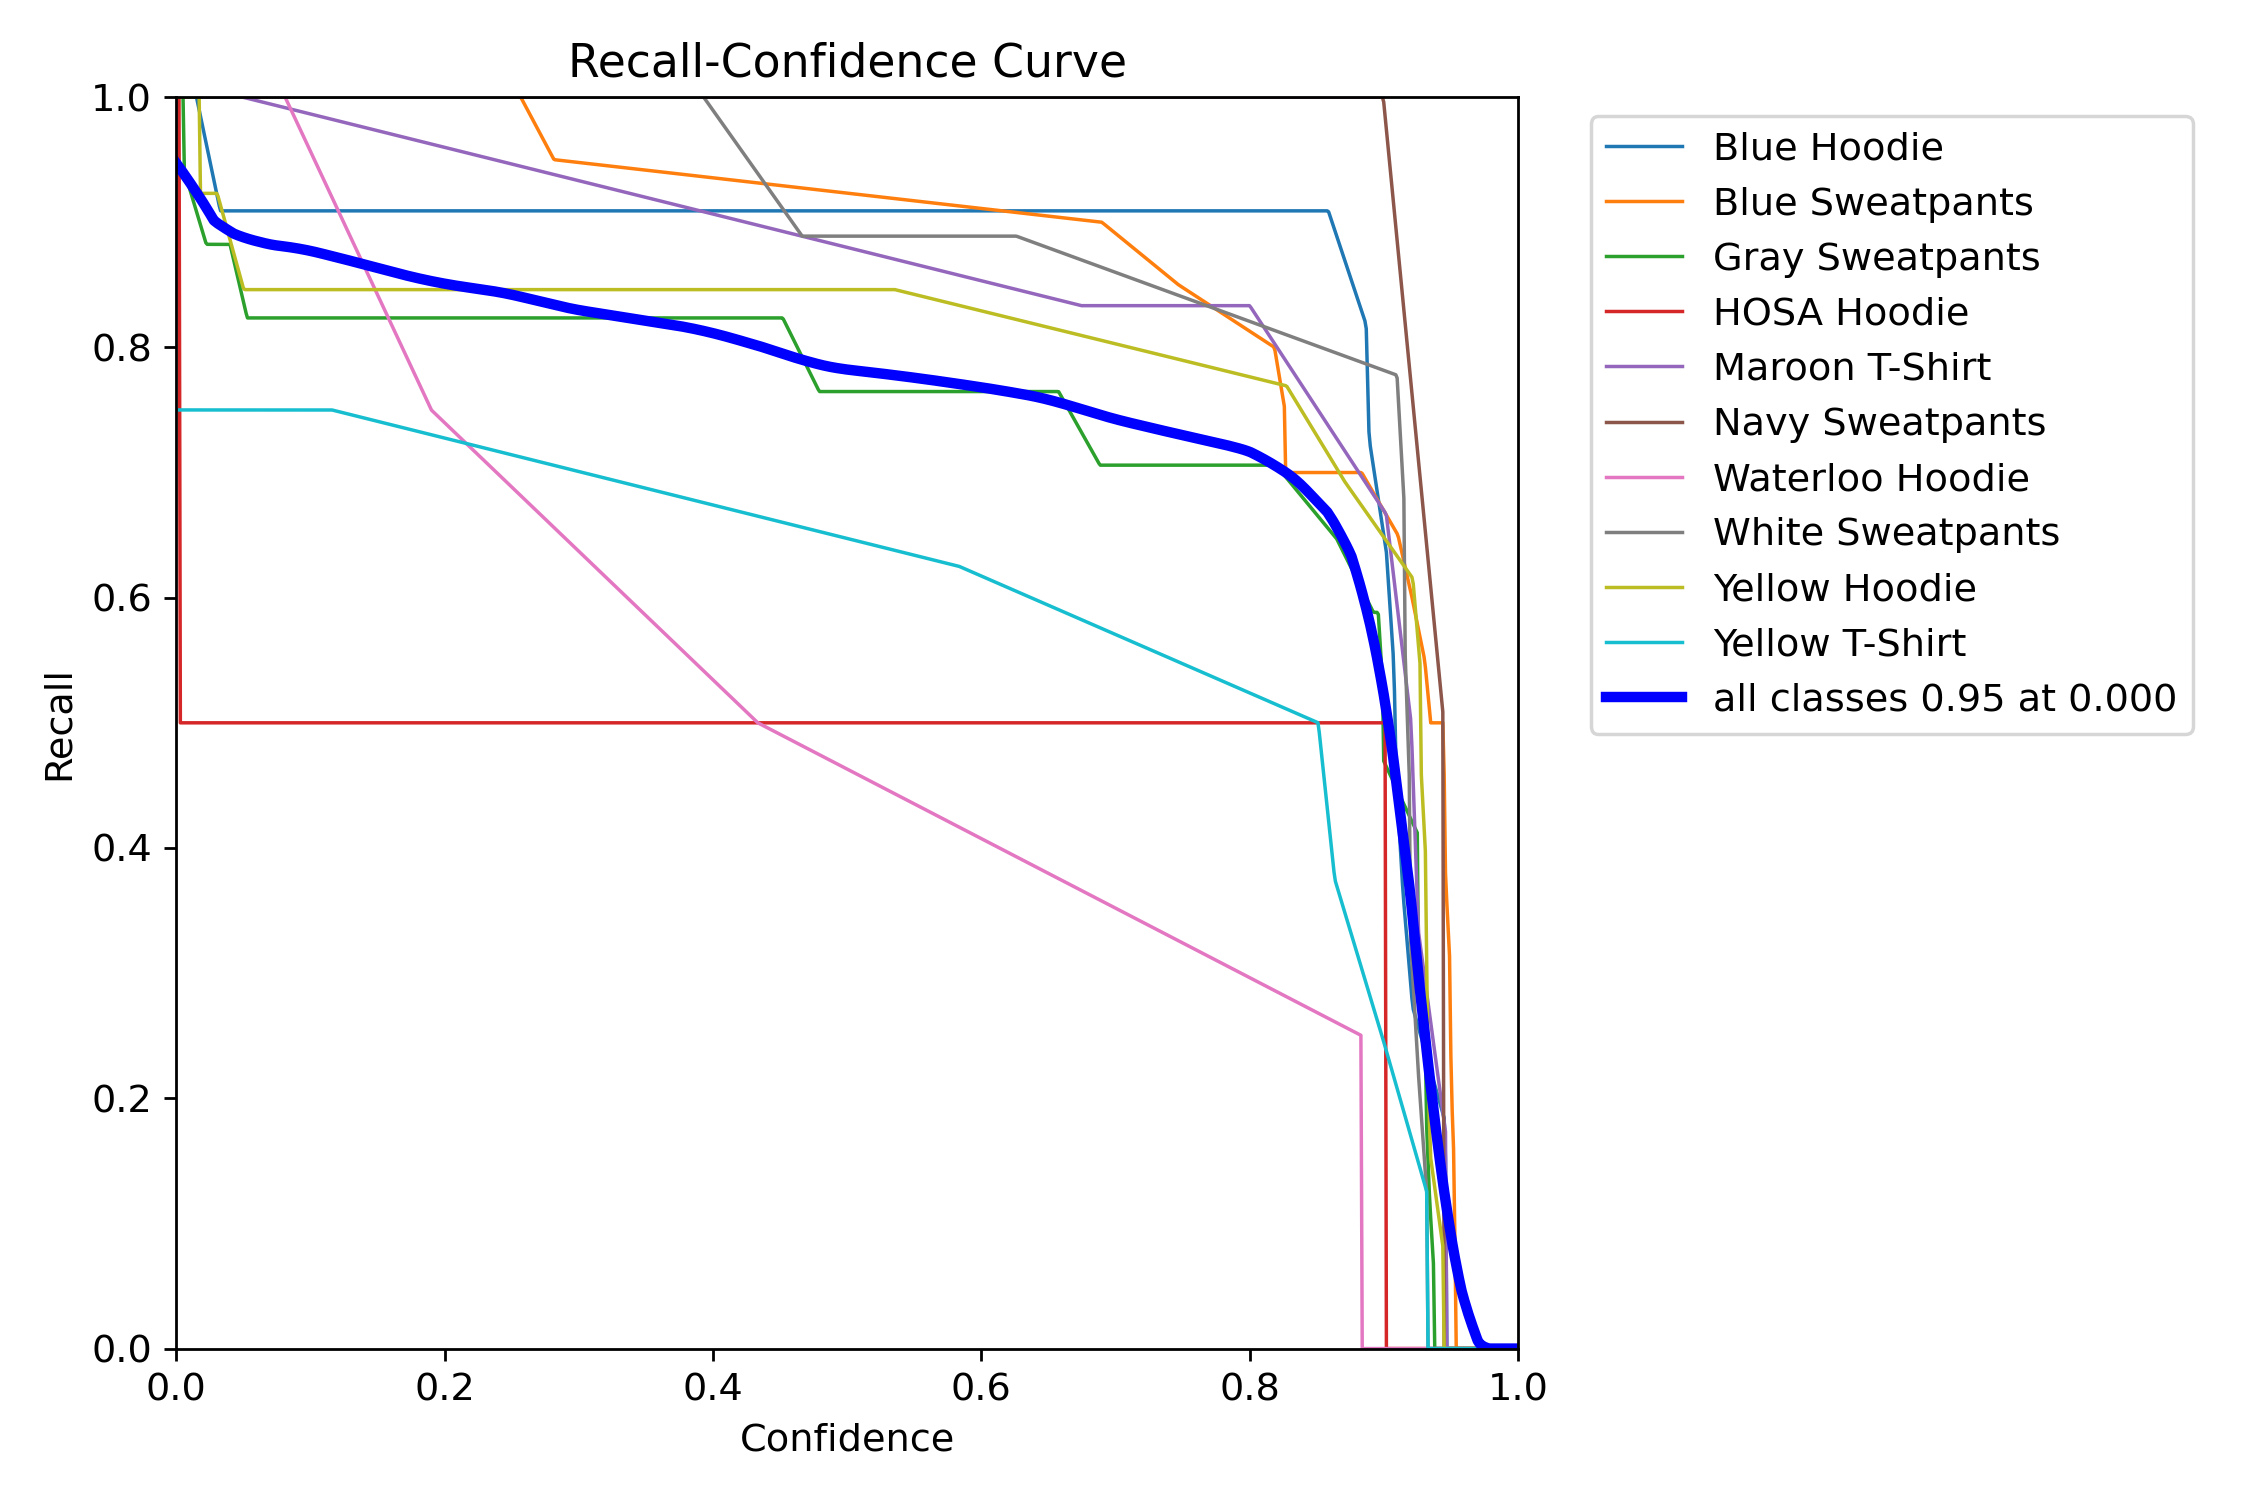 Recall-Confidence Curve
1.0
0.8
0.6
0.4
0.2
0.0
Recall
0.0 0.2 0.4 0.6 0.8 1.0
Confidence
Blue Hoodie
Blue Sweatpants
Gray Sweatpants
HOSA Hoodie
Maroon T-Shirt
Navy Sweatpants
Waterloo Hoodie
White Sweatpants
Yellow Hoodie
Yellow T-Shirt
all classes 0.95 at 0.000